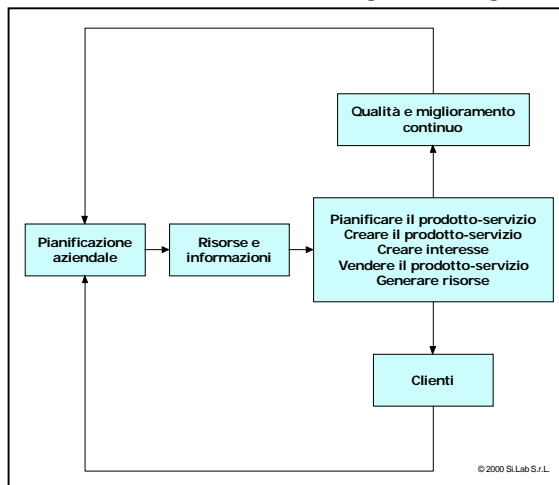 Qualità e miglioramento
continuo
Pianificazione
aziendale
Risorse e
informazioni
Pianificare il prodotto-servizio
Creare il prodotto-servizio
Creare interesse
Vendere il prodotto-servizio
Generare risorse
Clienti
© 2000 Si.Lab S.r.L.